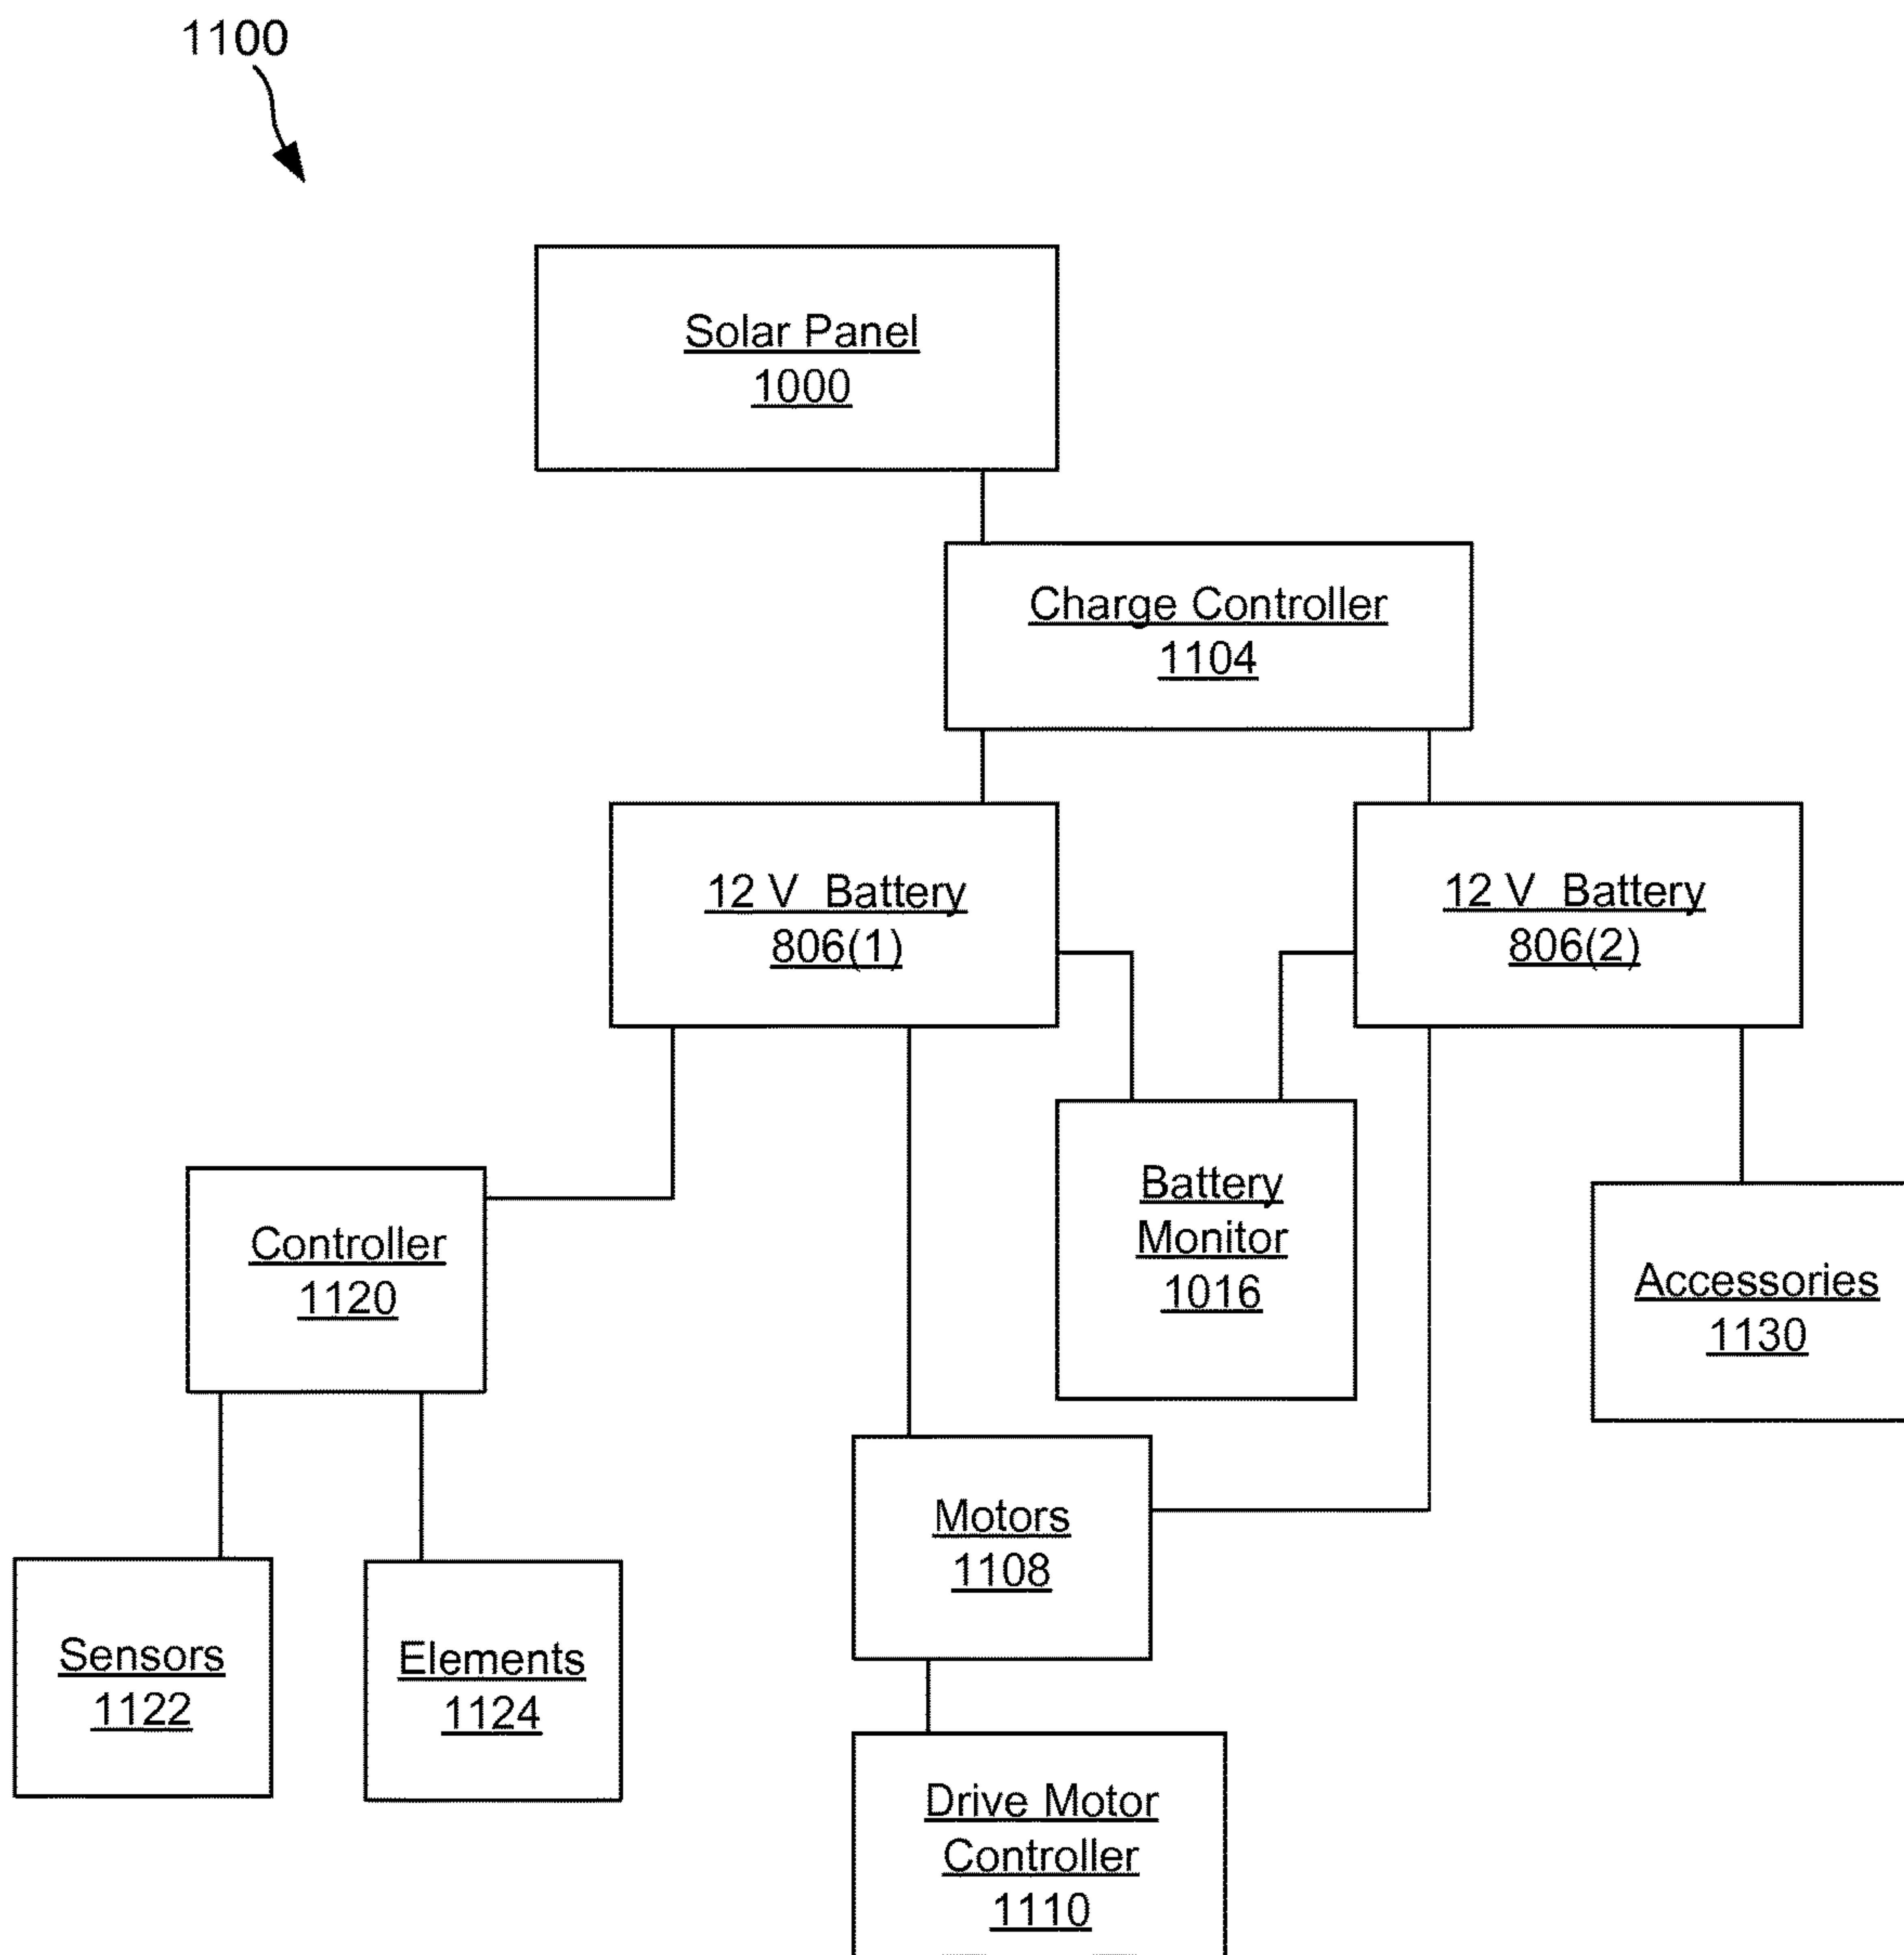 1100
Solar Panel
1000
Charge Controller
1104
12 V  Battery
806(1)
12 V  Battery
806(2)
Battery
Monitor
1016
Controller
1120
Accessories
1130
Motors
1108
Sensors
1122
Elements
1124
Drive Motor
Controller
1110